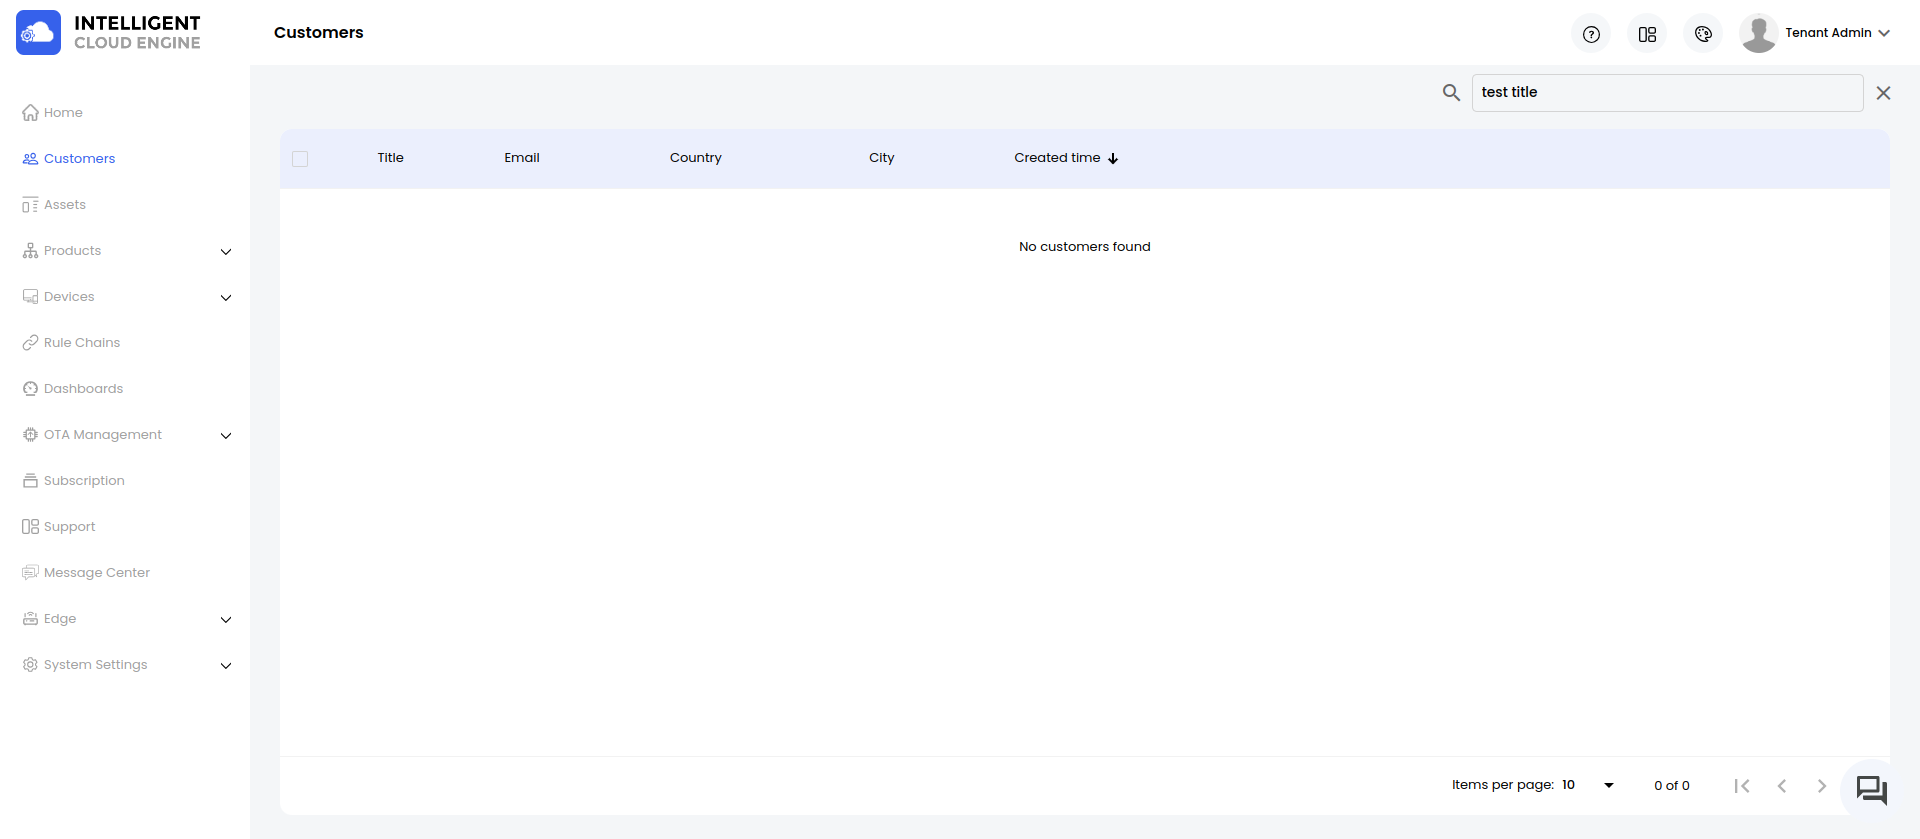 INTELLIGENT
CLOUD ENGINE
Customers
Tenant Admin
test title
Home
Customers
Assets
Products
Devices
Rule Chains
Dashboards
OTA Management
Subscription
Support
Message Center
Edge
System Settings
Title Email Country City Created time
No customers found
Items per page: 10 0 of 0